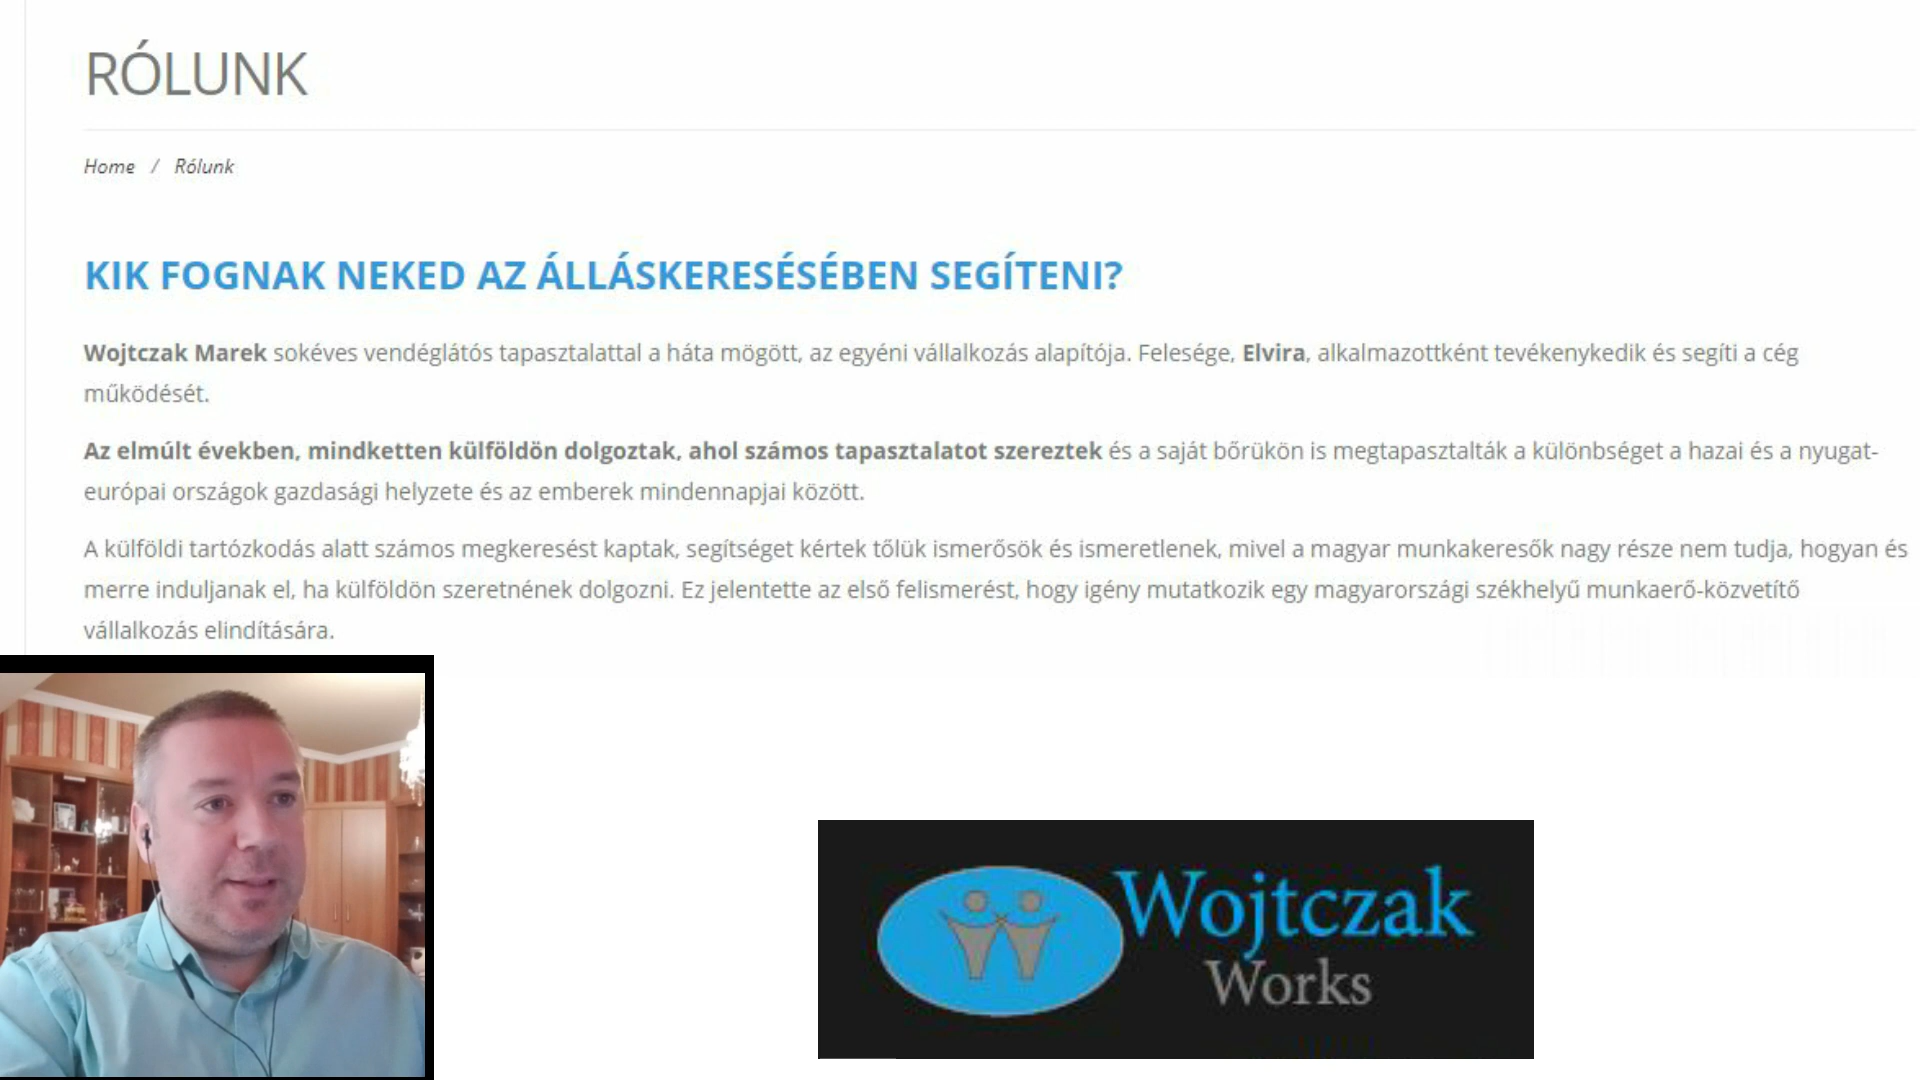 RÓLUNK
Home / Rólunk
KIK FOGNAK NEKED AZ ÁLLÁSKERESÉSÉBEN SEGÍTENI?
Wojtczak Marek sokéves vendéglátós tapasztalattal a háta mögött, az egyéni vállalkozás alapítója. Felesége, Elvira, alkalmazottként tevékenykedik és segíti a cég
működését.
Az elmúlt években, mindketten külföldön dolgoztak, ahol számos tapasztalatot szereztek és a saját bőrükön is megtapasztalták a különbséget a hazai és a nyugat-
európai országok gazdasági helyzete és az emberek mindennapjai között.
A külföldi tartózkodás alatt számos megkeresést kaptak, segítséget kértek tőlük ismerősök és ismeretlenek, mivel a magyar munkakeresők nagy része nem tudja, hogyan és
merre induljanak el, ha külföldön szeretnének dolgozni. Ez jelentette az első felismerést, hogy igény mutatkozik egy magyarországi székhelyű munkaerő-közvetítő
vállalkozás elindítására.
Wojtczak
Works